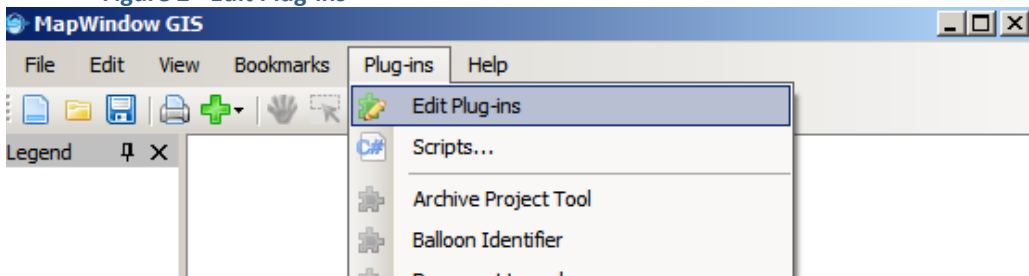 MapWindow GIS
File Edit View Bookmarks Plug-ins Help
Edit Plug-ins
Legend
C# Scripts...
Archive Project Tool
Balloon Identifier